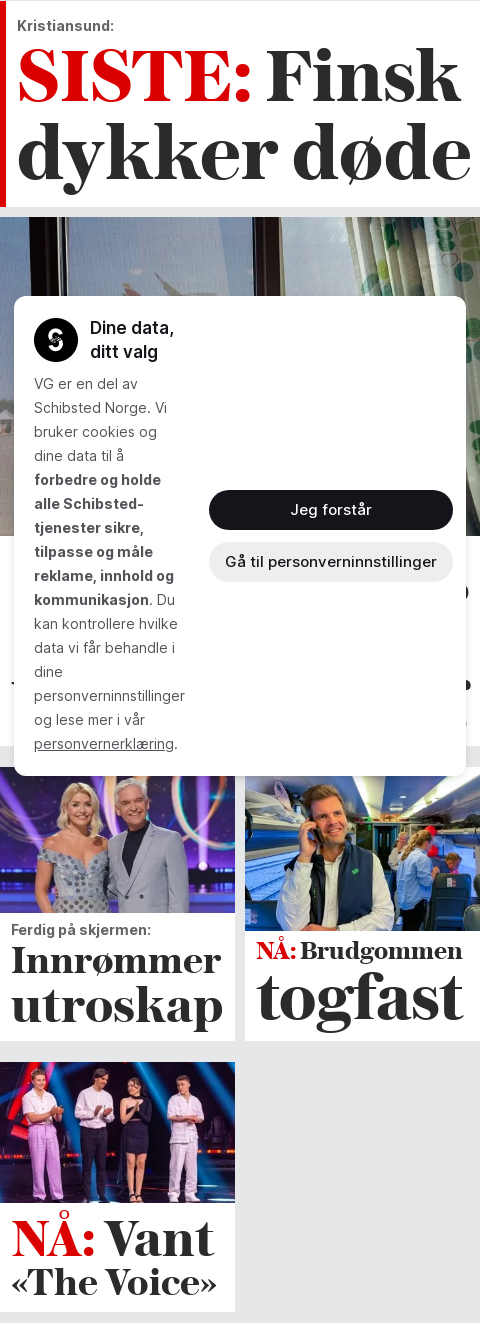 Kristiansund:
SISTE: Finsk
dykker døde
Dine data,
ditt valg
VG er en del av
Schibsted Norge. Vi
bruker cookies og
dine data til å
forbedre og holde
alle Schibsted-
tjenester sikre,
tilpasse og måle
reklame, innhold og
kommunikasjon. Du
kan kontrollere hvilke
data vi får behandle i
dine
personverninnstillinger
og lese mer i vår
personvernerklæring.
Jeg forstår
Gå til personverninnstillinger
Ferdig på skjermen:
Innrømmer
utroskap
NÅ: Brudgommen
togfast
NÅ: Vant
«The Voice»